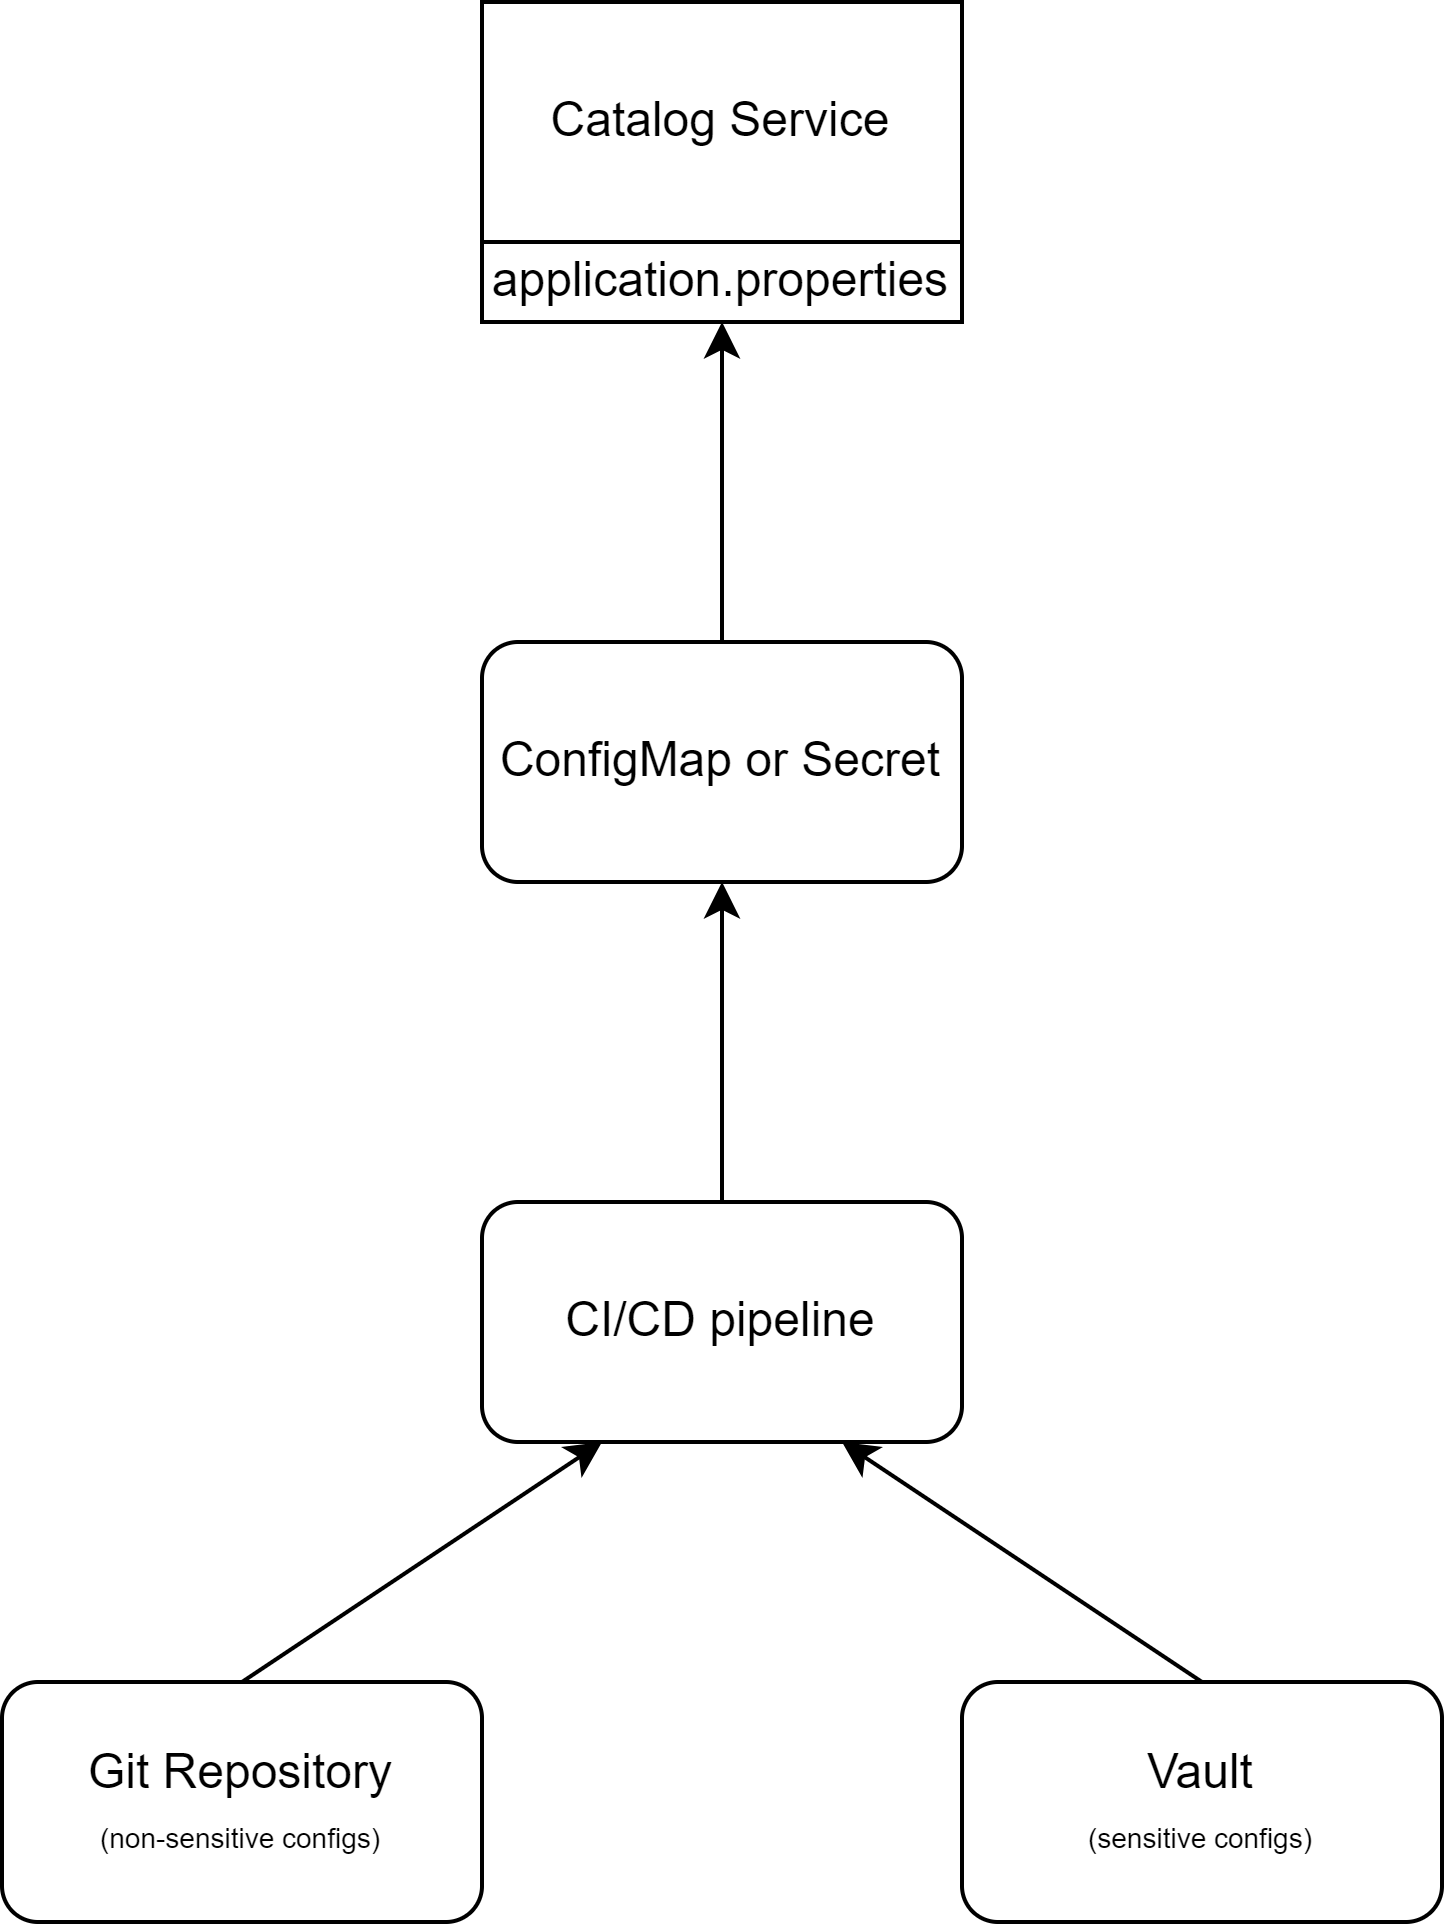 Catalog Service
application.properties
ConfigMap or Secret
CI/CD pipeline
Git Repository
(non-sensitive configs)
Vault
(sensitive configs)